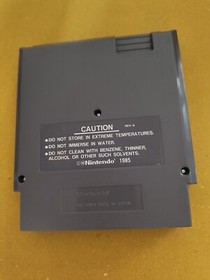 CAUTION
REV-A
•DO NOT STORE IN EXTREME TEMPERATURES.
•DO NOT IMMERSE IN WATER.
•DO NOT CLEAN WITH BENZENE, THINNER,
ALCOHOL OR OTHER SUCH SOLVENTS.
©®Nintendo® 1985